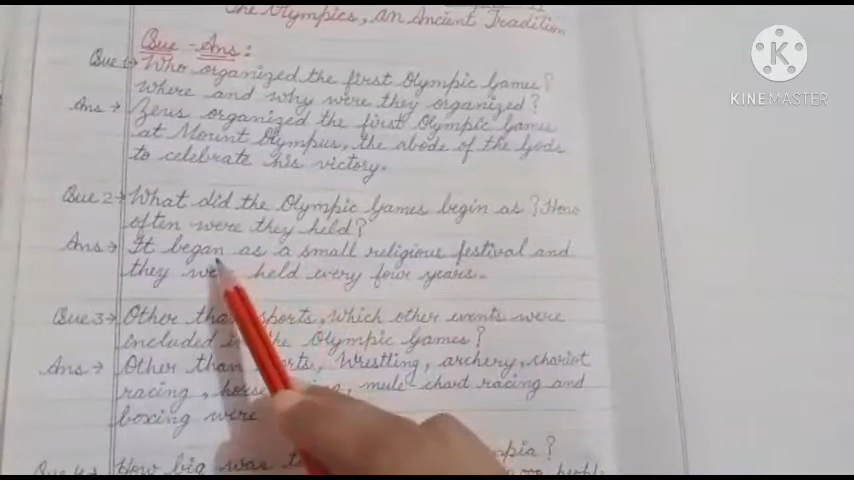 The Olympics, an Ancient Tradition
Que - Ans:
Que 1→ Who organized the first Olympic Games?
where and why were they organized?
Ans → Zeus organized the first Olympic Games
at Mount Olympus, the abode of the Gods
to celebrate his victory.
Que 2→ What did the Olympic Games begin as? How
often were they held?
Ans → It began as a small religious festival and
they were held every four years.
Que 3→ Other than sports, which other events were
included in the Olympic Games?
Ans → Other than sports, Wrestling, archery, chariot
racing, mule-chart racing and
boxing were
Que 4→ How big was
people
K
KINEMASTER